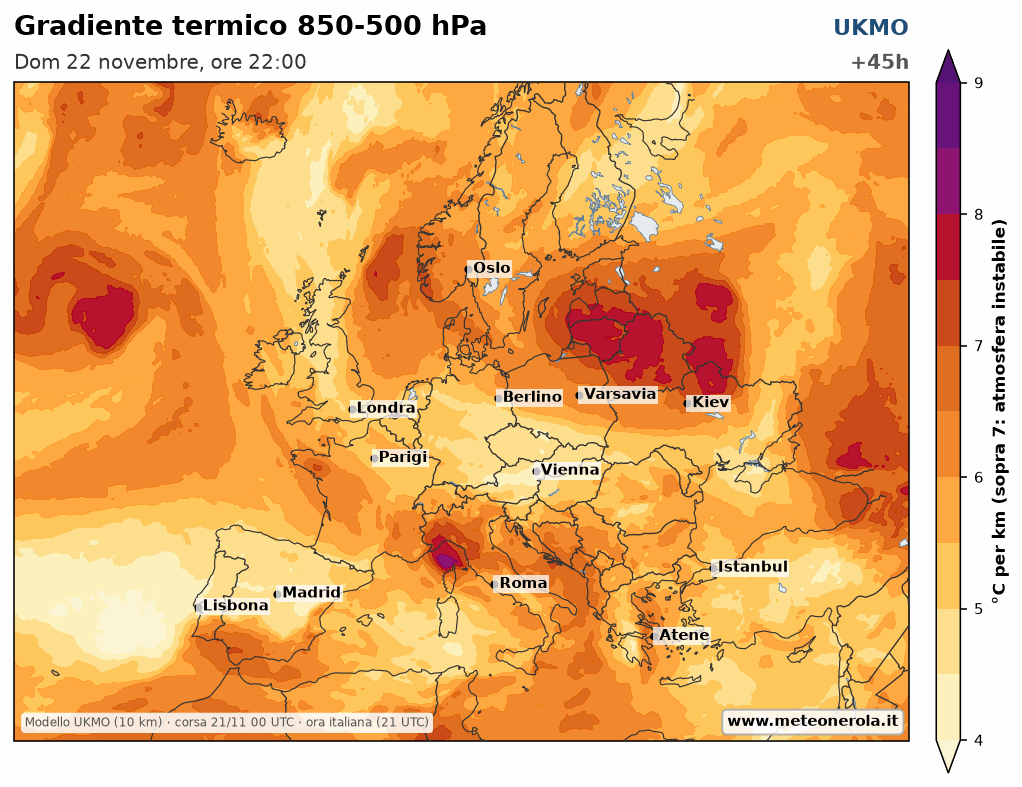 Gradiente termico 850-500 hPa
UKMO
Dom 22 novembre, ore 22:00
+45h
Oslo
Berlino
Varsavia
Kiev
Londra
Parigi
Vienna
Istanbul
Roma
Madrid
Lisbona
Atene
Modello UKMO (10 km) · corsa 21/11 00 UTC · ora italiana (21 UTC)
www.meteonerola.it
9
8
7
6
5
4
°C per km (sopra 7: atmosfera instabile)